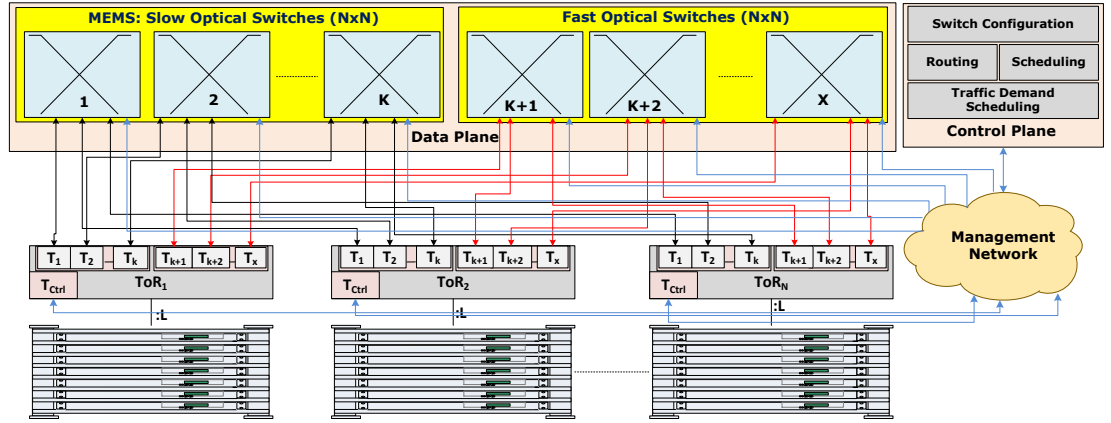 MEMS: Slow Optical Switches (NxN)
Fast Optical Switches (NxN)
1
2
K
K+1
K+2
X
Data Plane
Switch Configuration
Routing
Scheduling
Traffic Demand
Scheduling
Control Plane
Management
Network
T1 T2 Tk Tk+1 Tk+2 Tx
TCtrl
ToR1
:L
T1 T2 Tk Tk+1 Tk+2 Tx
TCtrl
ToR2
:L
T1 T2 Tk Tk+1 Tk+2 Tx
TCtrl
ToRN
:L